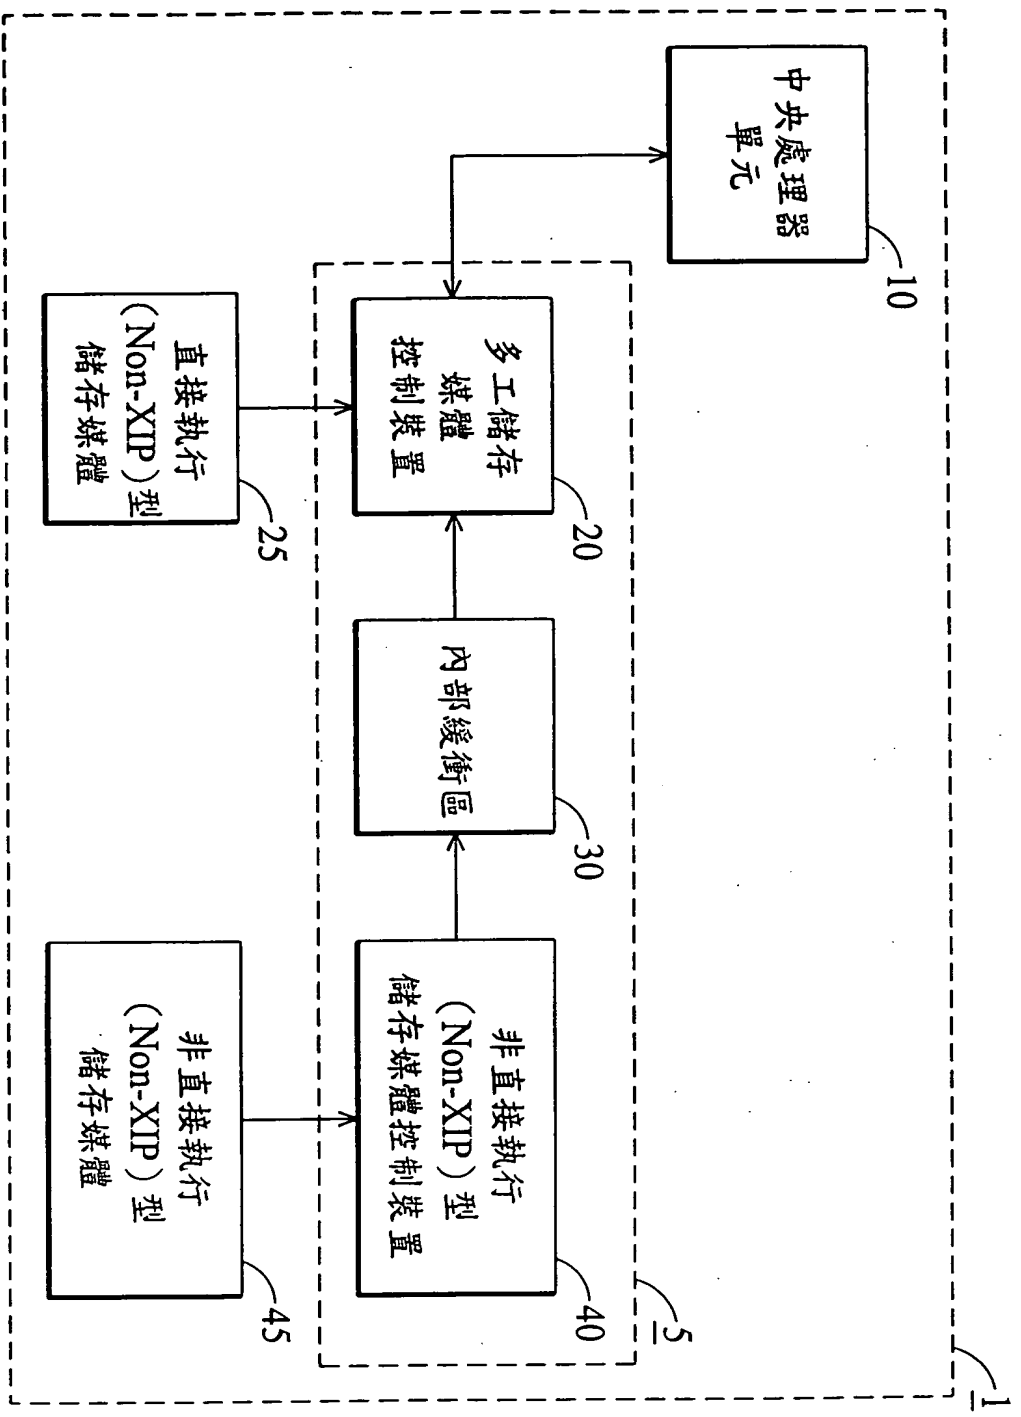 1
中央處理器
單元
10
5
多工儲存
媒體
控制裝置
20
內部緩衝區
30
非直接執行
(Non-XIP)型
儲存媒體控制裝置
40
直接執行
(Non-XIP)型
儲存媒體
25
非直接執行
(Non-XIP)型
儲存媒體
45